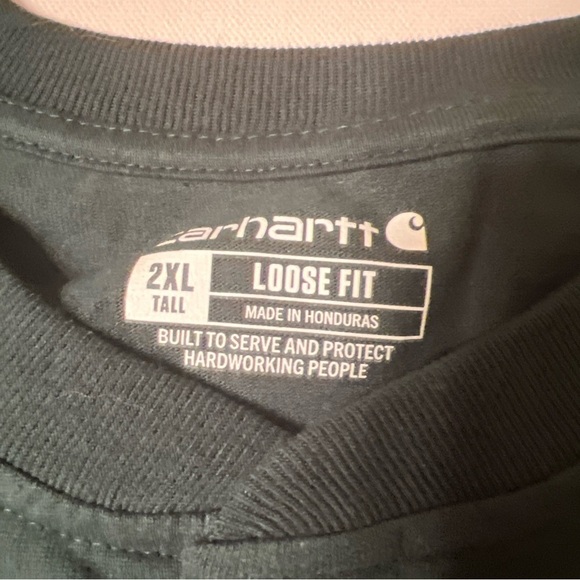 carhartt
2XL
TALL
LOOSE FIT
MADE IN HONDURAS
BUILT TO SERVE AND PROTECT
HARDWORKING PEOPLE